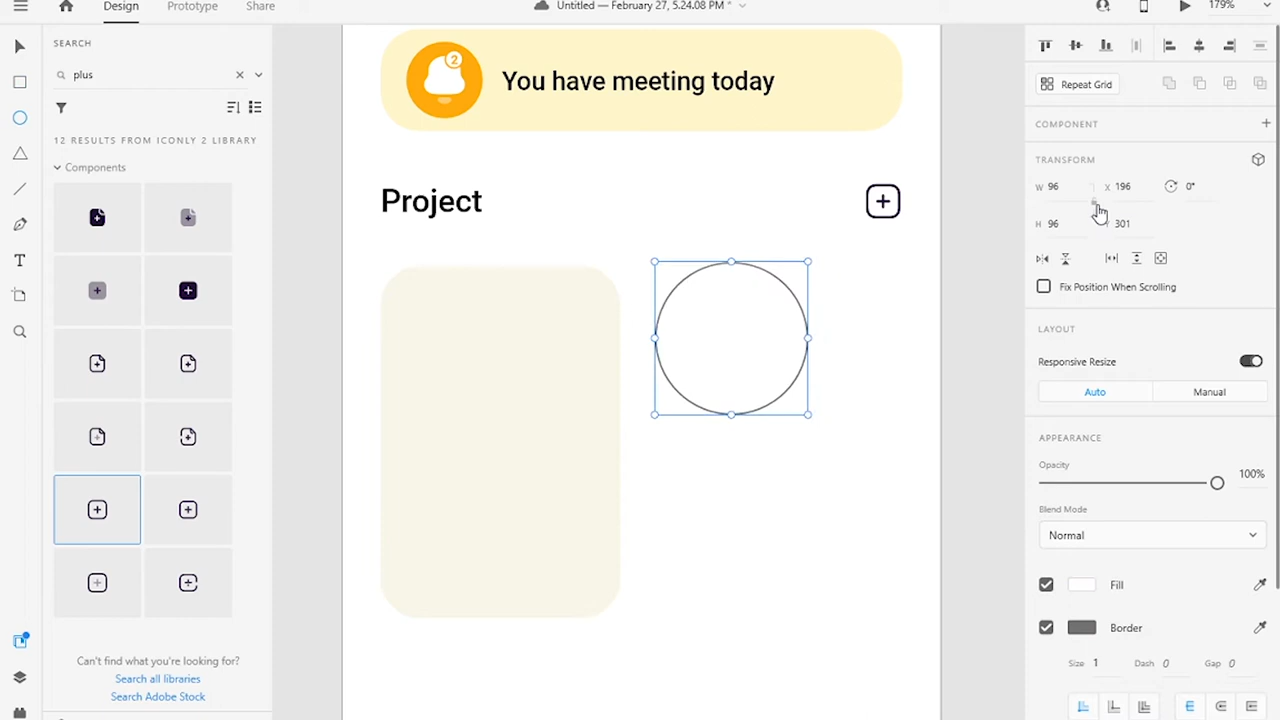 Design
Prototype
Share
Untitled — February 27, 5.24.08 PM *
179%
SEARCH
plus
12 RESULTS FROM ICONLY 2 LIBRARY
Components
Can't find what you're looking for?
Search all libraries
Search Adobe Stock
2
You have meeting today
Project
Repeat Grid
COMPONENT
TRANSFORM
W 96 X 196 0°
H 96 301
Fix Position When Scrolling
LAYOUT
Responsive Resize
Auto Manual
APPEARANCE
Opacity
100%
Blend Mode
Normal
Fill
Border
Size 1 Dash 0 Gap 0